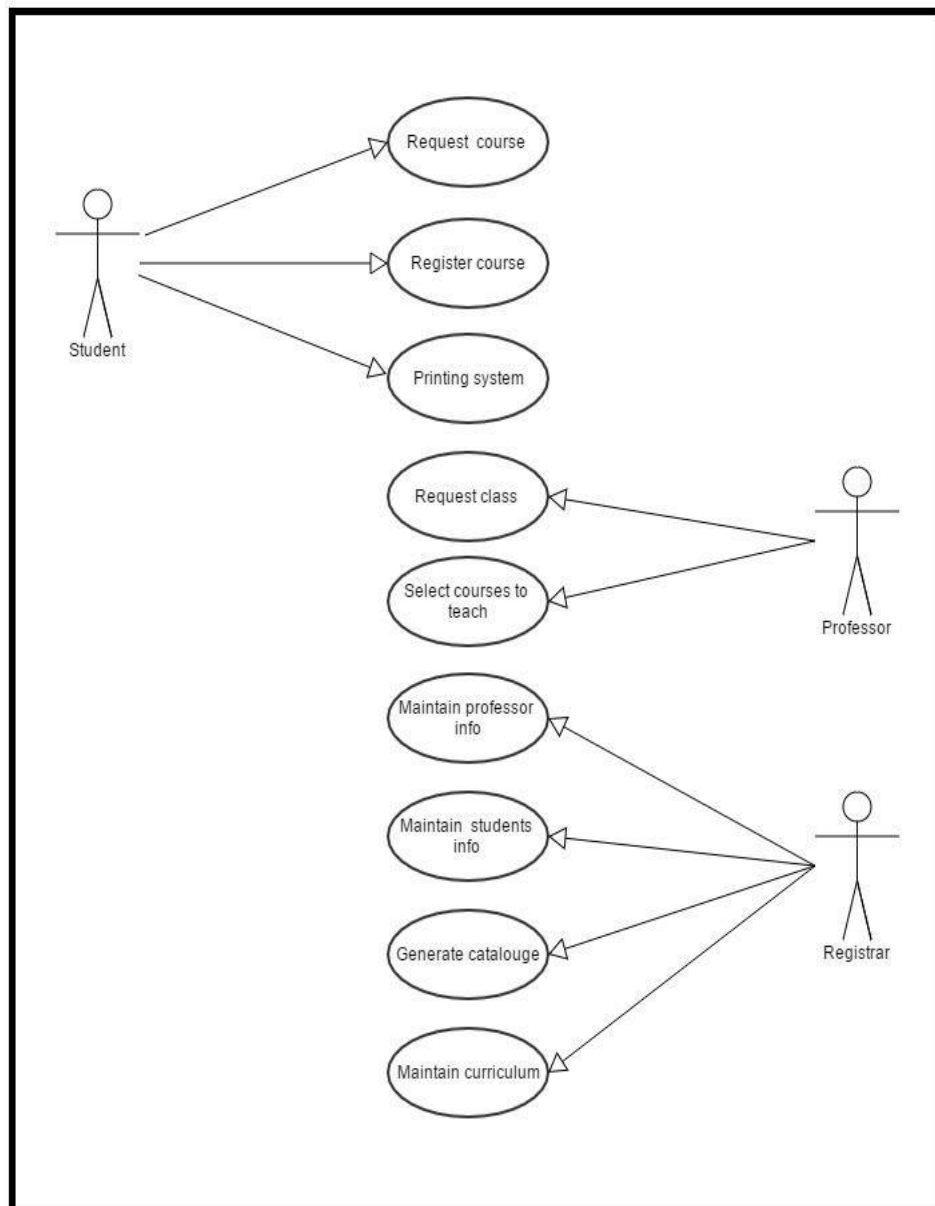 Request course
Register course
Student
Printing system
Request class
Select courses to
teach
Professor
Maintain professor
info
Maintain students
info
Generate catalouge
Registrar
Maintain curriculum